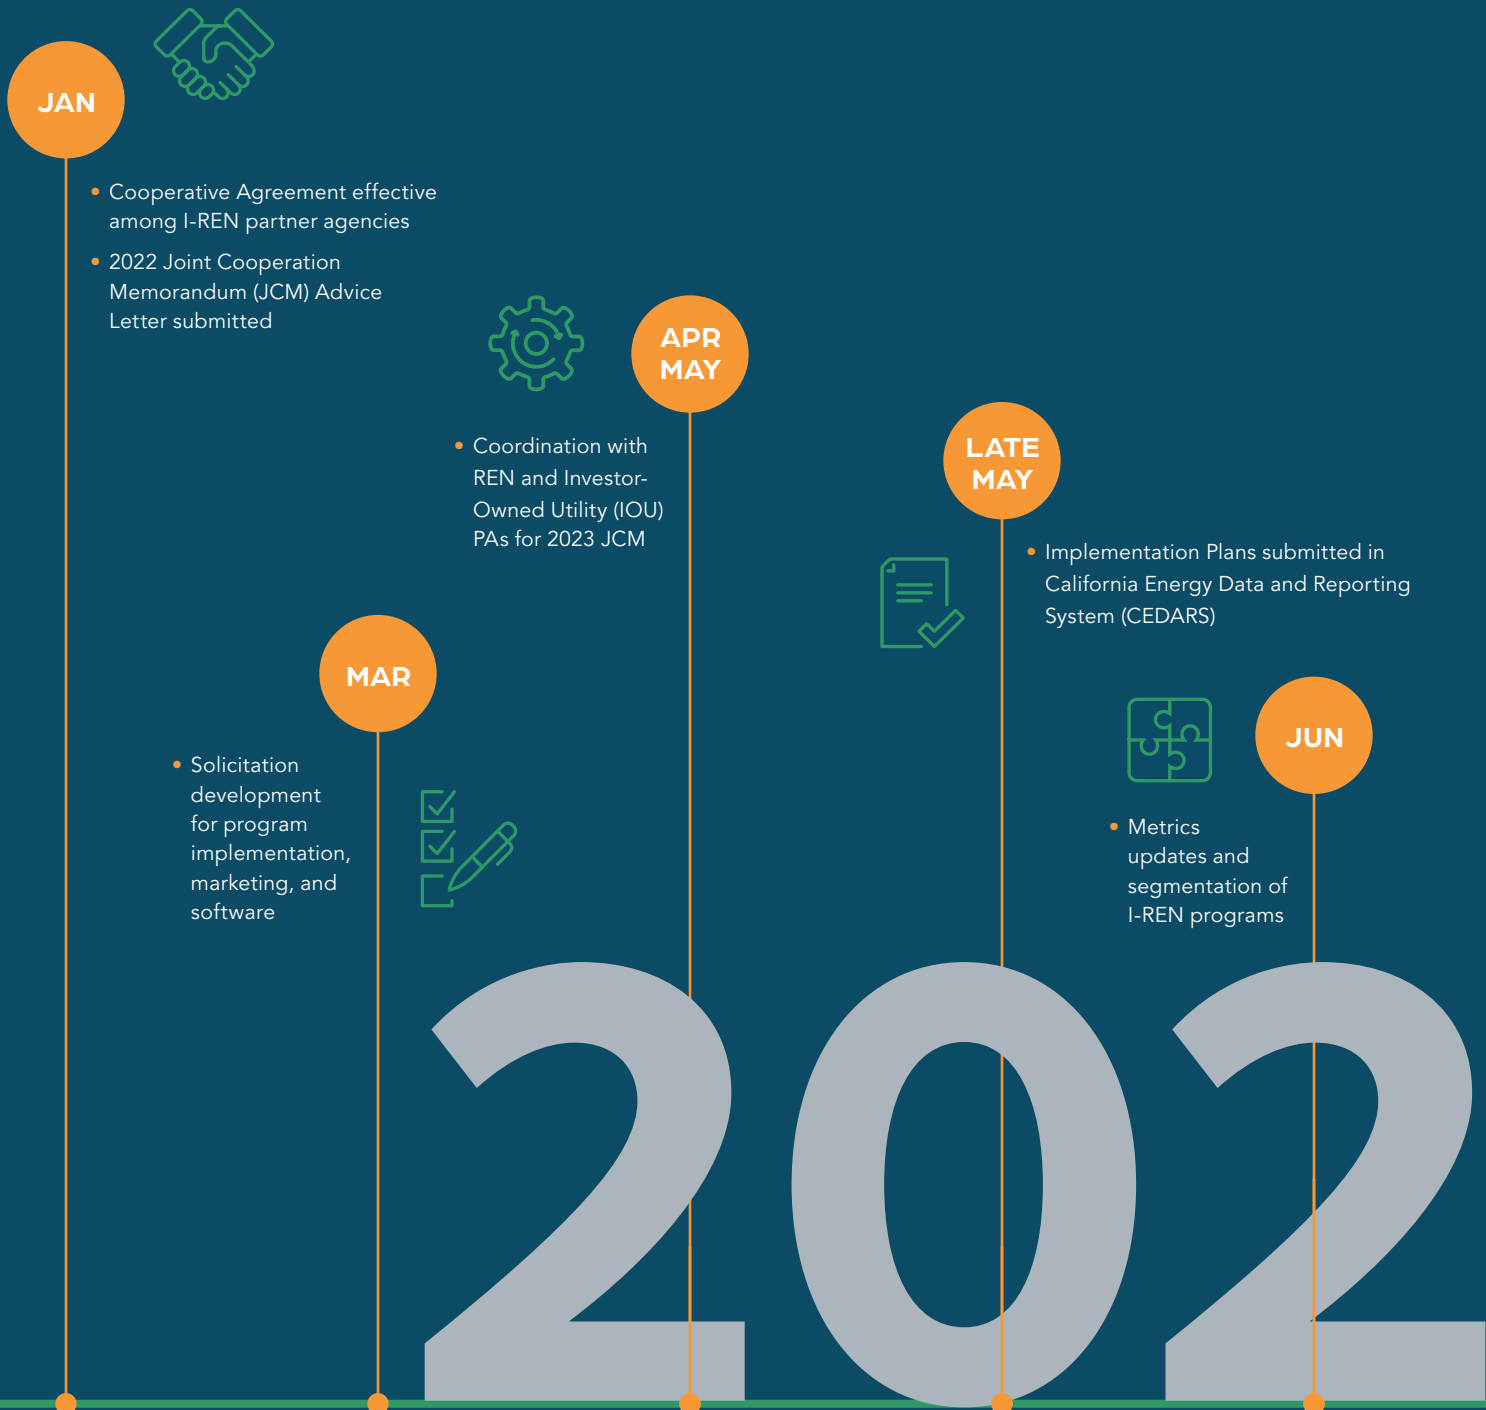 JAN
• Cooperative Agreement effective
among I-REN partner agencies
• 2022 Joint Cooperation
Memorandum (JCM) Advice
Letter submitted
MAR
• Solicitation
development
for program
implementation,
marketing, and
software
APR
MAY
• Coordination with
REN and Investor-
Owned Utility (IOU)
PAs for 2023 JCM
LATE
MAY
• Implementation Plans submitted in
California Energy Data and Reporting
System (CEDARS)
JUN
• Metrics
updates and
segmentation of
I-REN programs
202